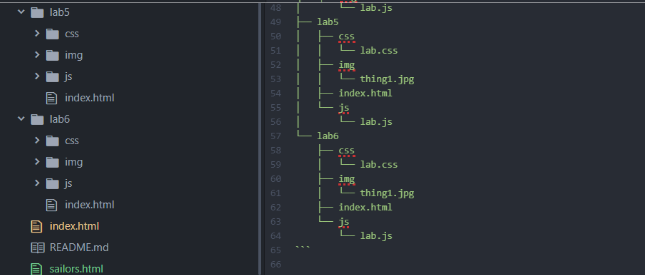 lab5
css
img
js
index.html
lab6
css
img
js
index.html
index.html
README.md
sailors.html
48 │ └── lab.js
49 ├── lab5
50 │ ├── css
51 │ │ └── lab.css
52 │ ├── img
53 │ │ └── thing1.jpg
54 │ ├── index.html
55 │ └── js
56 │ └── lab.js
57 └── lab6
58 ├── css
59 │ └── lab.css
60 ├── img
61 │ └── thing1.jpg
62 ├── index.html
63 └── js
64 └── lab.js
65 ```
66